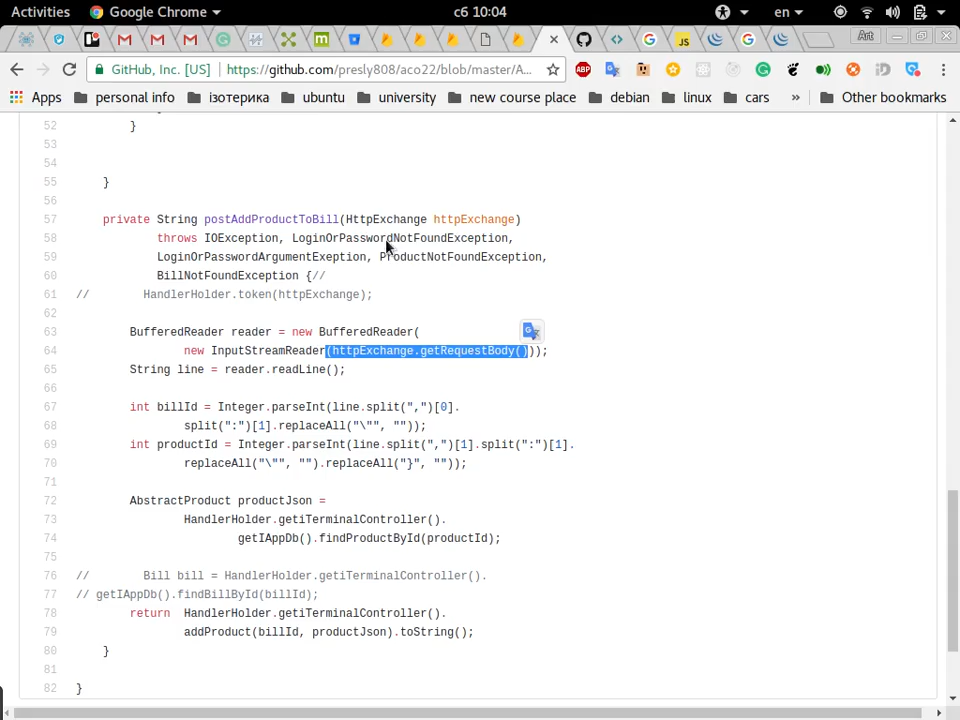 Activities
Google Chrome
сб 10:04
en
Art
GitHub, Inc. [US]
https://github.com/presly808/aco22/blob/master/A...
Apps
personal info
ізотерика
ubuntu
university
new course place
debian
linux
cars
»
Other bookmarks
52 }
53
54
55 }
56
57 private String postAddProductToBill(HttpExchange httpExchange)
58 throws IOException, LoginOrPasswordNotFoundException,
59 LoginOrPasswordArgumentExeption, ProductNotFoundException,
60 BillNotFoundException {//
61 // HandlerHolder.token(httpExchange);
62
63 BufferedReader reader = new BufferedReader(
64 new InputStreamReader(httpExchange.getRequestBody()));
65 String line = reader.readLine();
66
67 int billId = Integer.parseInt(line.split(",")[0].
68 split(":")[1].replaceAll("\"", ""));
69 int productId = Integer.parseInt(line.split(",")[1].split(":")[1].
70 replaceAll("\"", "").replaceAll("}", ""));
71
72 AbstractProduct productJson =
73 HandlerHolder.getiTerminalController().
74 getIAppDb().findProductById(productId);
75
76 // Bill bill = HandlerHolder.getiTerminalController().
77 // getIAppDb().findBillById(billId);
78 return HandlerHolder.getiTerminalController().
79 addProduct(billId, productJson).toString();
80 }
81
82 }